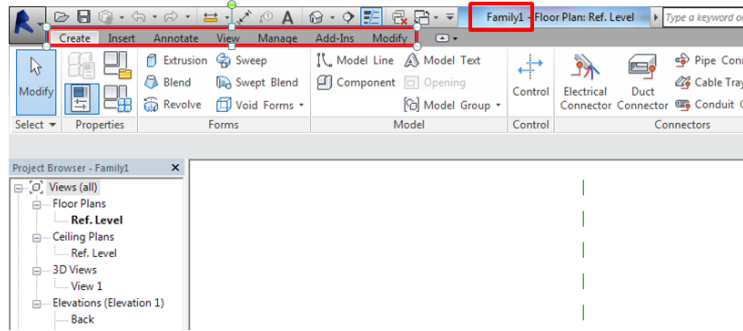 Family1 - Floor Plan: Ref. Level
Type a keyword o
Create Insert Annotate View Manage Add-Ins Modify
Modify
Extrusion Sweep
Blend Swept Blend
Revolve Void Forms
Model Line Model Text
Component Opening
Model Group
Control
Electrical Connector
Duct Connector
Pipe Con
Cable Tray
Conduit
Select Properties Forms Model Control Connectors
Project Browser - Family1
Views (all)
Floor Plans
Ref. Level
Ceiling Plans
Ref. Level
3D Views
View 1
Elevations (Elevation 1)
Back